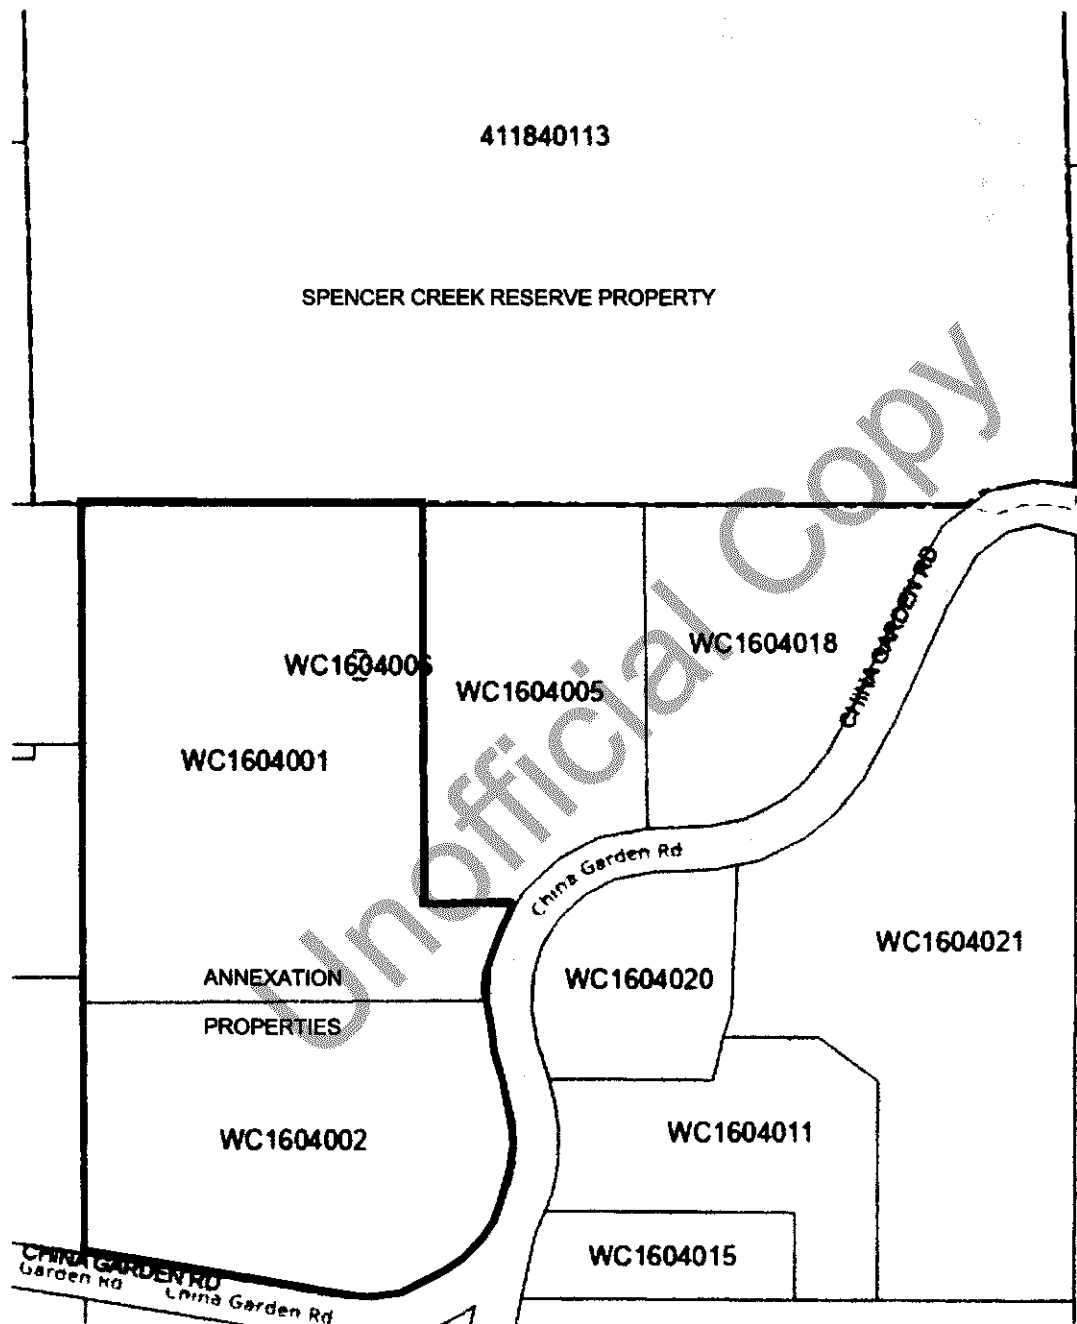 411840113
SPENCER CREEK RESERVE PROPERTY
Unofficial Copy
CHINA GARDEN RD
WC1604018
WC1604006
WC1604005
WC1604001
China Garden Rd
WC1604021
ANNEXATION
WC1604020
PROPERTIES
WC1604011
WC1604002
WC1604015
CHINA GARDEN RD
Garden Rd
China Garden Rd